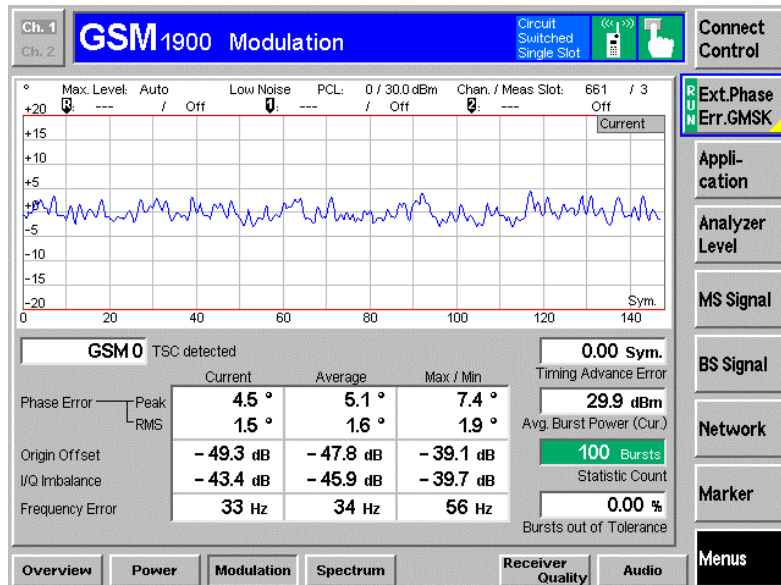 Ch. 1
Ch. 2
GSM 1900 Modulation
Circuit
Switched
Single Slot
Connect
Control
° Max. Level: Auto Low Noise PCL: 0 / 30.0 dBm Chan. / Meas Slot: 661 / 3
R: --- / Off 1: --- / Off 2: --- Off
Current
+20
+15
+10
+5
+0
-5
-10
-15
-20
Sym.
0 20 40 60 80 100 120 140
RUN
Ext.Phase
Err.GMSK
Appli-
cation
Analyzer
Level
MS Signal
BS Signal
Network
Marker
Menus
GSM 0 TSC detected
0.00 Sym.
Timing Advance Error
Current Average Max / Min
Phase Error Peak 4.5 ° 5.1 ° 7.4 °
RMS 1.5 ° 1.6 ° 1.9 °
29.9 dBm
Avg. Burst Power (Cur.)
Origin Offset - 49.3 dB - 47.8 dB - 39.1 dB
I/Q Imbalance - 43.4 dB - 45.9 dB - 39.7 dB
100 Bursts
Statistic Count
Frequency Error 33 Hz 34 Hz 56 Hz
0.00 %
Bursts out of Tolerance
Overview Power Modulation Spectrum Receiver
Quality Audio